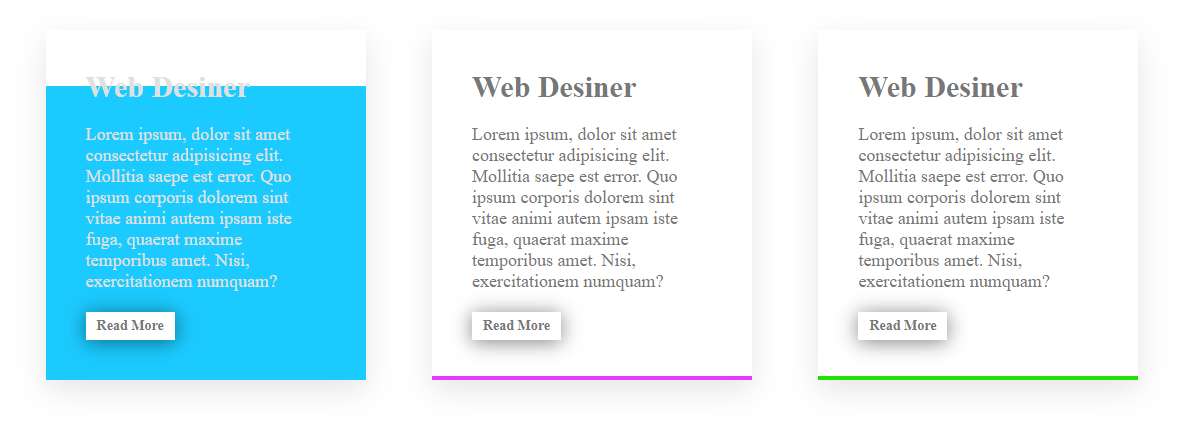 Web Desiner
Lorem ipsum, dolor sit amet
consectetur adipisicing elit.
Mollitia saepe est error. Quo
ipsum corporis dolorem sint
vitae animi autem ipsam iste
fuga, quaerat maxime
temporibus amet. Nisi,
exercitationem numquam?
Read More
Web Desiner
Lorem ipsum, dolor sit amet
consectetur adipisicing elit.
Mollitia saepe est error. Quo
ipsum corporis dolorem sint
vitae animi autem ipsam iste
fuga, quaerat maxime
temporibus amet. Nisi,
exercitationem numquam?
Read More
Web Desiner
Lorem ipsum, dolor sit amet
consectetur adipisicing elit.
Mollitia saepe est error. Quo
ipsum corporis dolorem sint
vitae animi autem ipsam iste
fuga, quaerat maxime
temporibus amet. Nisi,
exercitationem numquam?
Read More